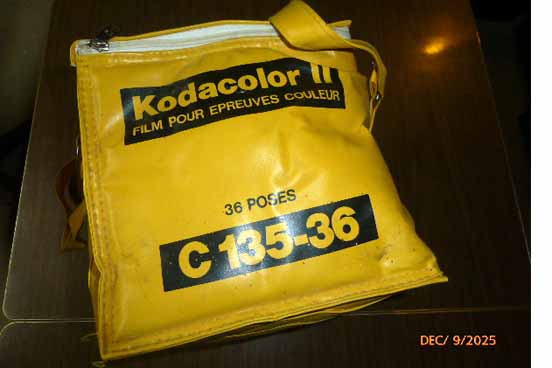 Kodacolor II
FILM POUR EPREUVES COULEUR
36 POSES
C 135-36
DEC/ 9/2025